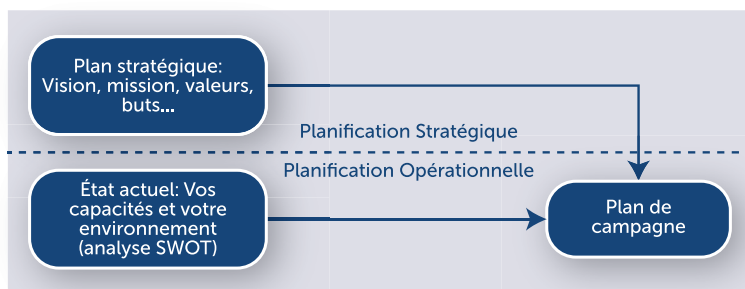 Plan stratégique:
Vision, mission, valeurs,
buts...
Planification Stratégique
Planification Opérationnelle
État actuel: Vos
capacités et votre
environnement
(analyse SWOT)
Plan de
campagne